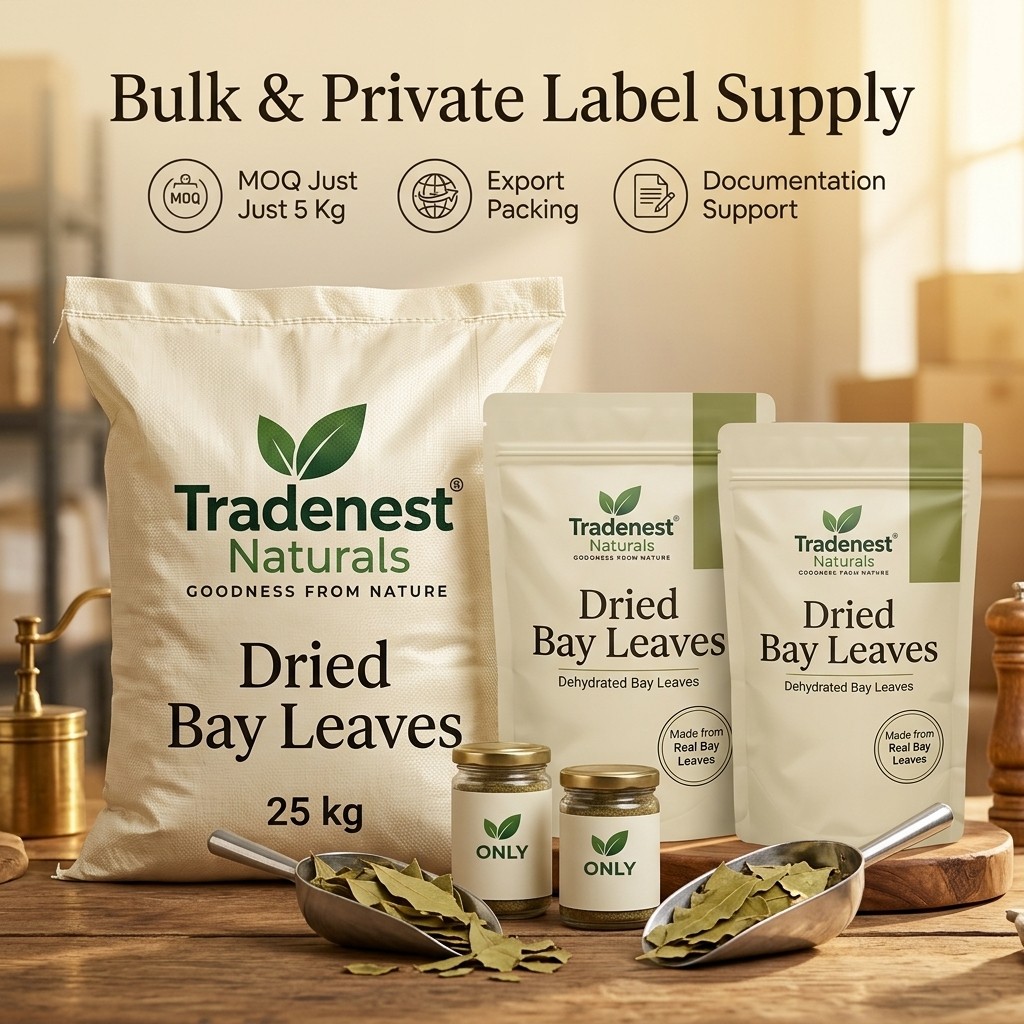 Bulk & Private Label Supply
MOQ
MOQ Just
Just 5 Kg
Export
Packing
Documentation
Support
Tradenest®
Naturals
GOODNESS FROM NATURE
Dried
Bay Leaves
25 kg
Tradenest®
Naturals
Dried
Bay Leaves
Dehydrated Bay Leaves
Made from
Real Bay
Leaves
Tradenest®
Naturals
Dried
Bay Leaves
Dehydrated Bay Leaves
Made from
Real Bay
Leaves
ONLY
ONLY